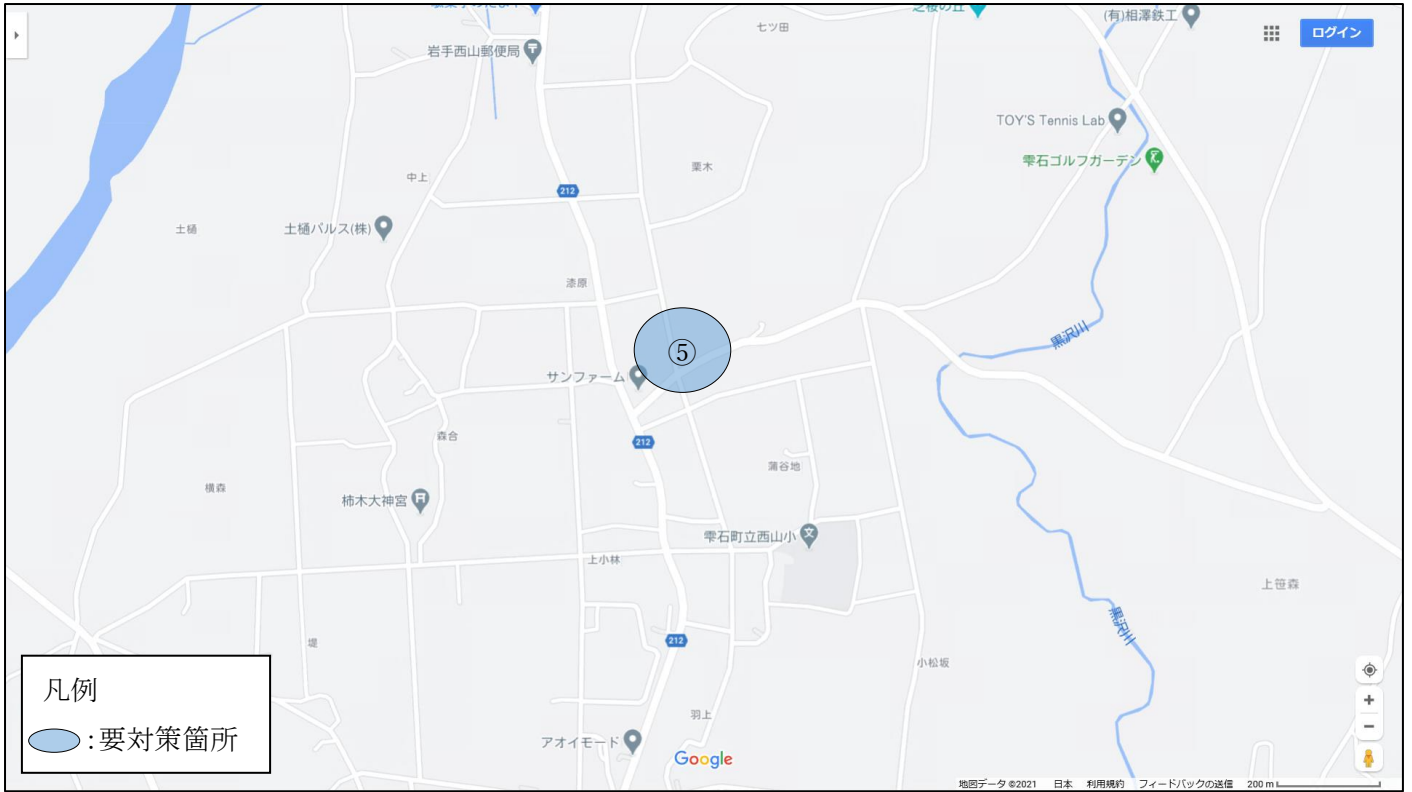 七ツ田
(有)相澤鉄工
ログイン
岩手西山郵便局
TOY'S Tennis Lab
雫石ゴルフガーデン
栗木
中上
212
土樋
土樋バルス(株)
漆原
黒沢川
⑤
サンファーム
森合
212
蒲谷地
横森
柿木大神宮
雫石町立西山小
上小林
上笹森
黒沢川
堤
212
小松坂
凡例
:要対策箇所
羽上
アオイモード
Google
地図データ ©2021 日本 利用規約 フィードバックの送信 200 m